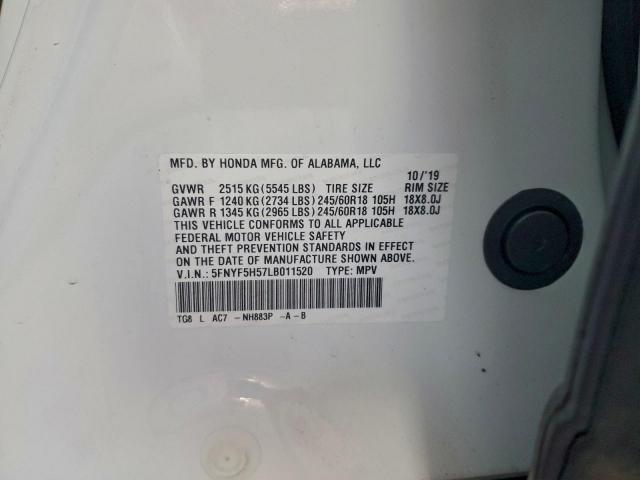 MFD. BY HONDA MFG. OF ALABAMA, LLC 10/'19
GVWR 2515 KG (5545 LBS) TIRE SIZE RIM SIZE
GAWR F 1240 KG (2734 LBS) 245/60R18 105H 18X8.0J
GAWR R 1345 KG (2965 LBS) 245/60R18 105H 18X8.0J
THIS VEHICLE CONFORMS TO ALL APPLICABLE
FEDERAL MOTOR VEHICLE SAFETY
AND THEFT PREVENTION STANDARDS IN EFFECT
ON THE DATE OF MANUFACTURE SHOWN ABOVE.
V.I.N.: 5FNYF5H57LB011520 TYPE: MPV
TG8 L AC7 -NH883P -A-B